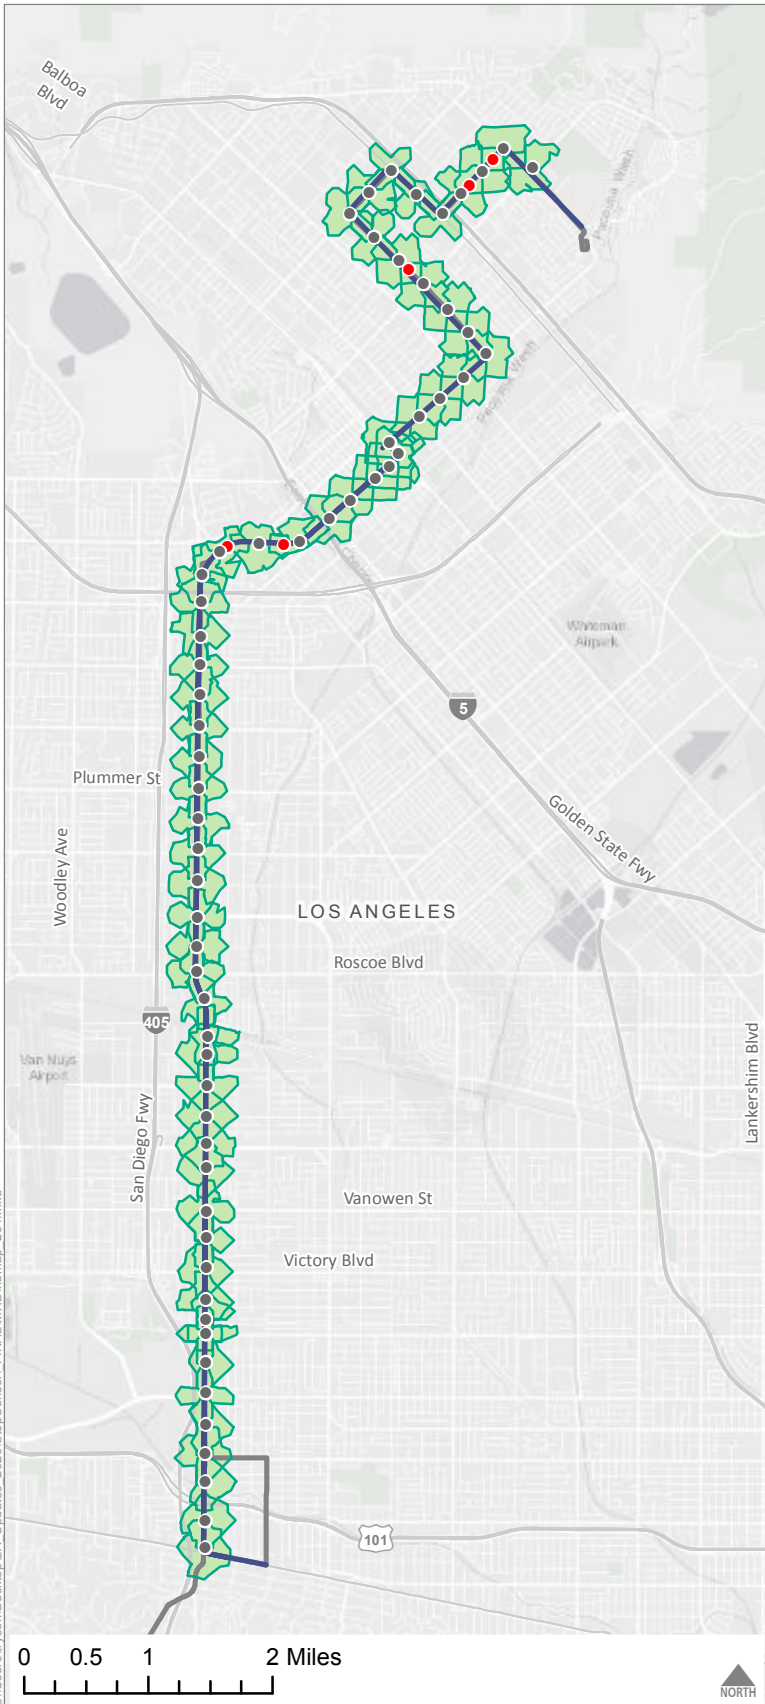 Balboa
Blvd
Pacoima Wash
Pacoima Wash
Whiteman
Airpark
5
Plummer St
Golden State Fwy
Woodley Ave
LOS ANGELES
Roscoe Blvd
405
Van Nuys
Airport
Lankershim Blvd
San Diego Fwy
Vanowen St
Victory Blvd
101
0 0.5 1 2 Miles
NORTH